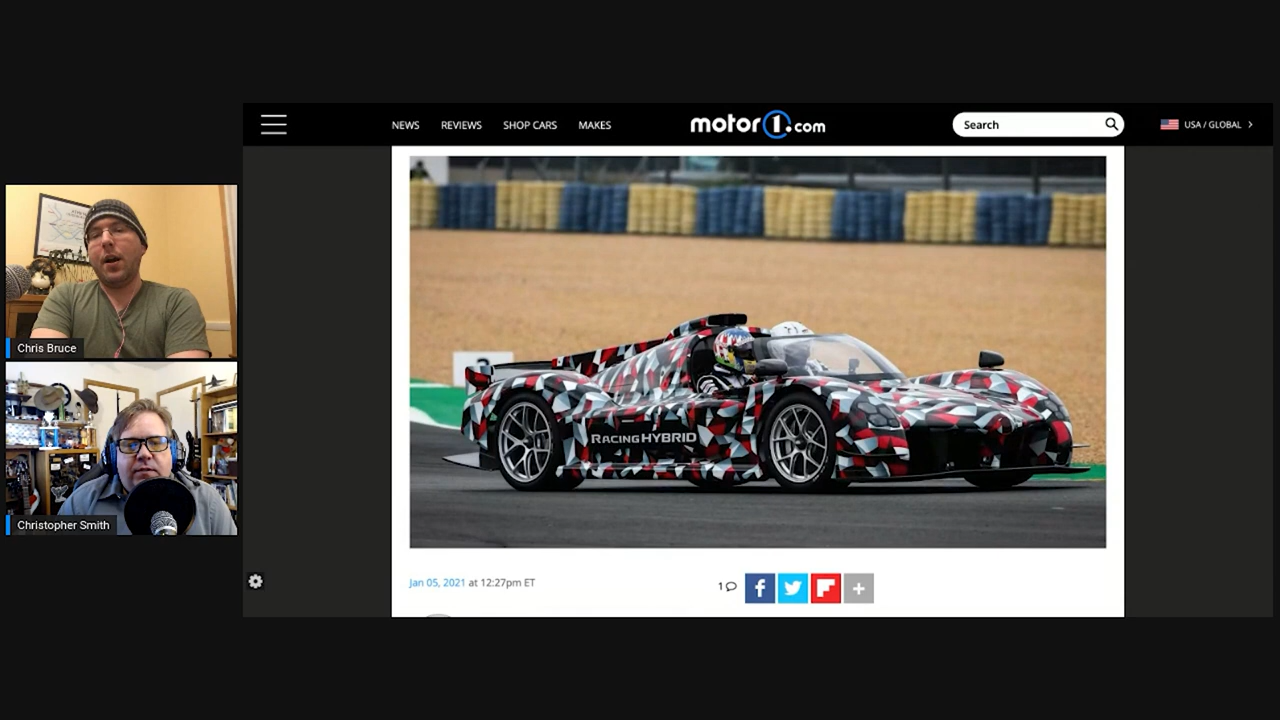 NEWS REVIEWS SHOP CARS MAKES motor1.com Search USA / GLOBAL
Chris Bruce
RACING HYBRID
Christopher Smith
Jan 05, 2021 at 12:27pm ET 1